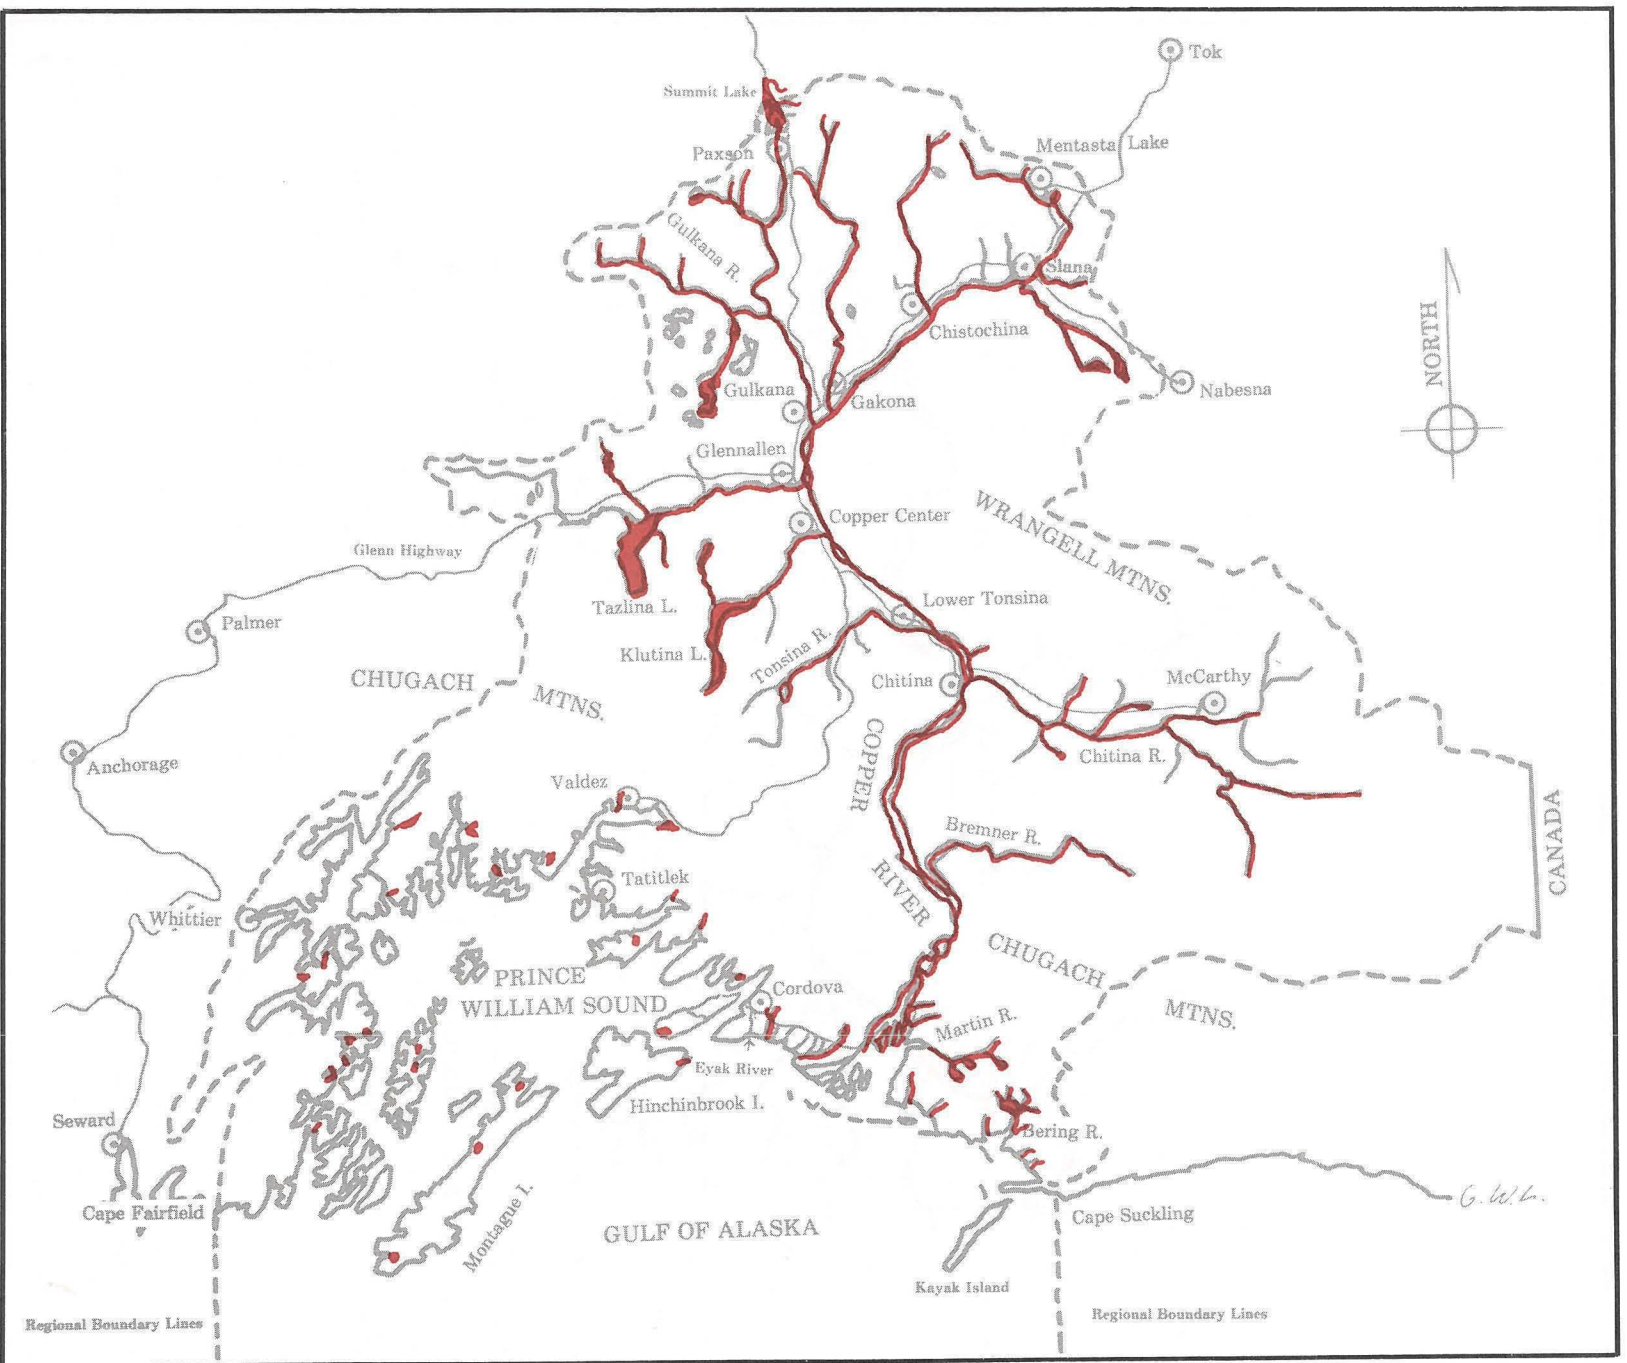 Tok
Summit Lake
Mentasta Lake
Paxson
Gulkana R.
Slana
NORTH
Chistochina
Gulkana
Nabesna
Gakona
Glennallen
WRANGELL MTNS.
Copper Center
Glenn Highway
Tazlina L.
Lower Tonsina
Palmer
Klutina L.
Tonsina R.
CHUGACH
MTNS.
Chitina
McCarthy
COPPER
RIVER
Chitina R.
Anchorage
Valdez
Bremner R.
CANADA
Tatitlek
Whittier
CHUGACH
MTNS.
PRINCE
WILLIAM SOUND
Cordova
Martin R.
Eyak River
Hinchinbrook I.
Seward
Bering R.
Cape Fairfield
Montague I.
GULF OF ALASKA
G.W.L.
Cape Suckling
Kayak Island
Regional Boundary Lines
Regional Boundary Lines